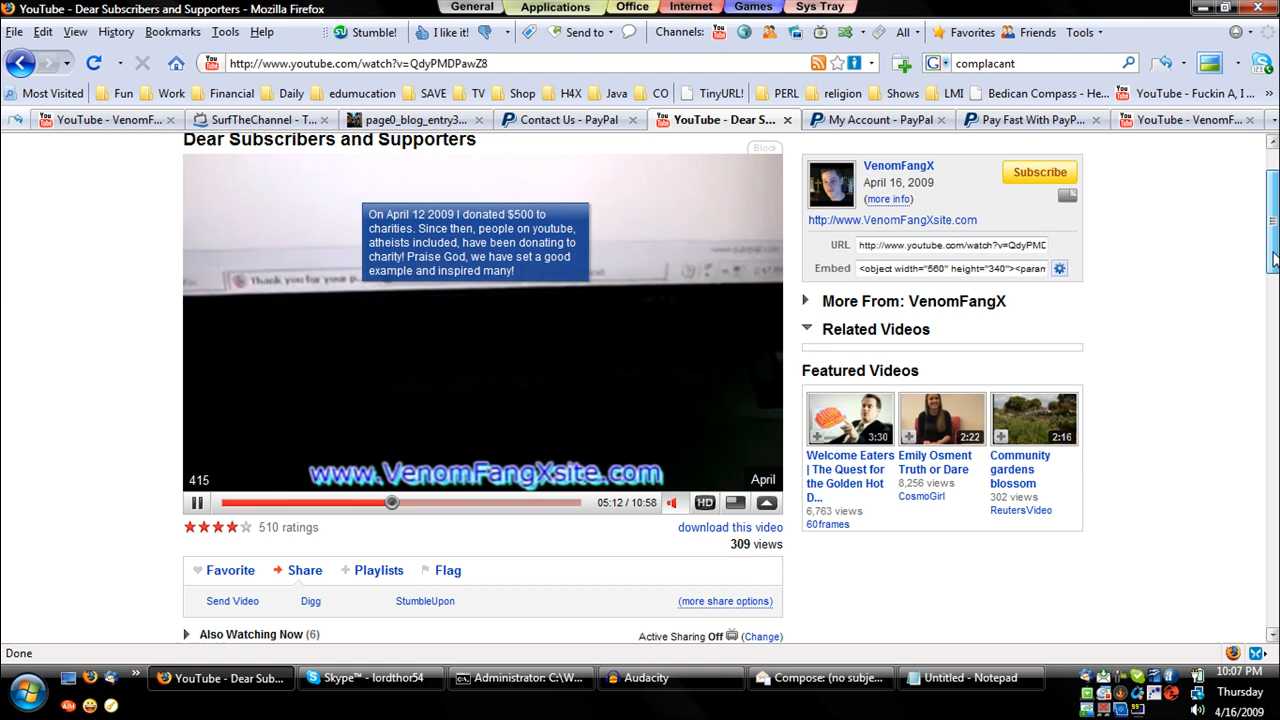 YouTube - Dear Subscribers and Supporters - Mozilla Firefox
General
Applications
Office
Internet
Games
Sys Tray
File Edit View History Bookmarks Tools Help
Stumble!
I like it!
Send to
Channels:
All
Favorites
Friends
Tools
http://www.youtube.com/watch?v=QdyPMDPawZ8
complacant
Most Visited
Fun
Work
Financial
Daily
edumucation
SAVE
TV
Shop
H4X
Java
CO
TinyURL!
PERL
religion
Shows
LMI
Bedican Compass - He...
YouTube - Fuckin A, I ...
YouTube - VenomF...
SurfTheChannel - T...
page0_blog_entry3...
Contact Us - PayPal
YouTube - Dear S...
My Account - PayPal
Pay Fast With PayP...
YouTube - VenomF...
Dear Subscribers and Supporters
Block
On April 12 2009 I donated $500 to
charities. Since then, people on youtube,
atheists included, have been donating to
charity! Praise God, we have set a good
example and inspired many!
Thank you for your p
www.VenomFangXsite.com
415
April
05:12 / 10:58
HD
510 ratings
download this video
309 views
Favorite
Share
Playlists
Flag
Send Video
Digg
StumbleUpon
(more share options)
Also Watching Now (6)
Active Sharing Off (Change)
VenomFangX
April 16, 2009
(more info)
Subscribe
http://www.VenomFangXsite.com
URL http://www.youtube.com/watch?v=QdyPMD
Embed <object width="560" height="340"><param
More From: VenomFangX
Related Videos
Featured Videos
3:30
2:22
2:16
Welcome Eaters
| The Quest for
the Golden Hot
D...
6,763 views
60frames
Emily Osment
Truth or Dare
8,256 views
CosmoGirl
Community
gardens
blossom
302 views
ReutersVideo
Done
YouTube - Dear Sub...
Skype™ - lordthor54
Administrator: C:\W...
Audacity
Compose: (no subje...
Untitled - Notepad
10:07 PM
Thursday
4/16/2009